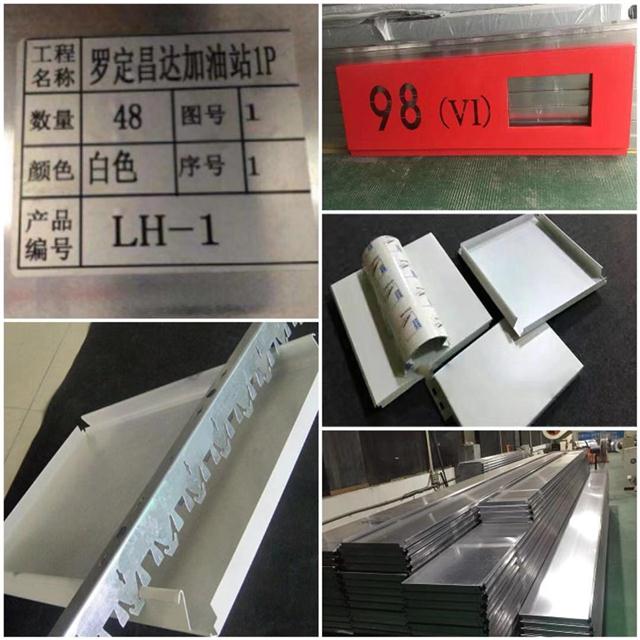 工程名称 罗定昌达加油站1P
数量 48 图号 1
颜色 白色 序号 1
产品编号 LH-1
98 (VI)